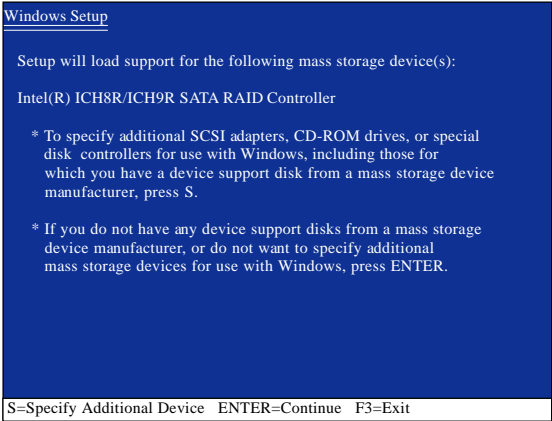 Windows Setup
Setup will load support for the following mass storage device(s):
Intel(R) ICH8R/ICH9R SATA RAID Controller
* To specify additional SCSI adapters, CD-ROM drives, or special
disk controllers for use with Windows, including those for
which you have a device support disk from a mass storage device
manufacturer, press S.
* If you do not have any device support disks from a mass storage
device manufacturer, or do not want to specify additional
mass storage devices for use with Windows, press ENTER.
S=Specify Additional Device ENTER=Continue F3=Exit